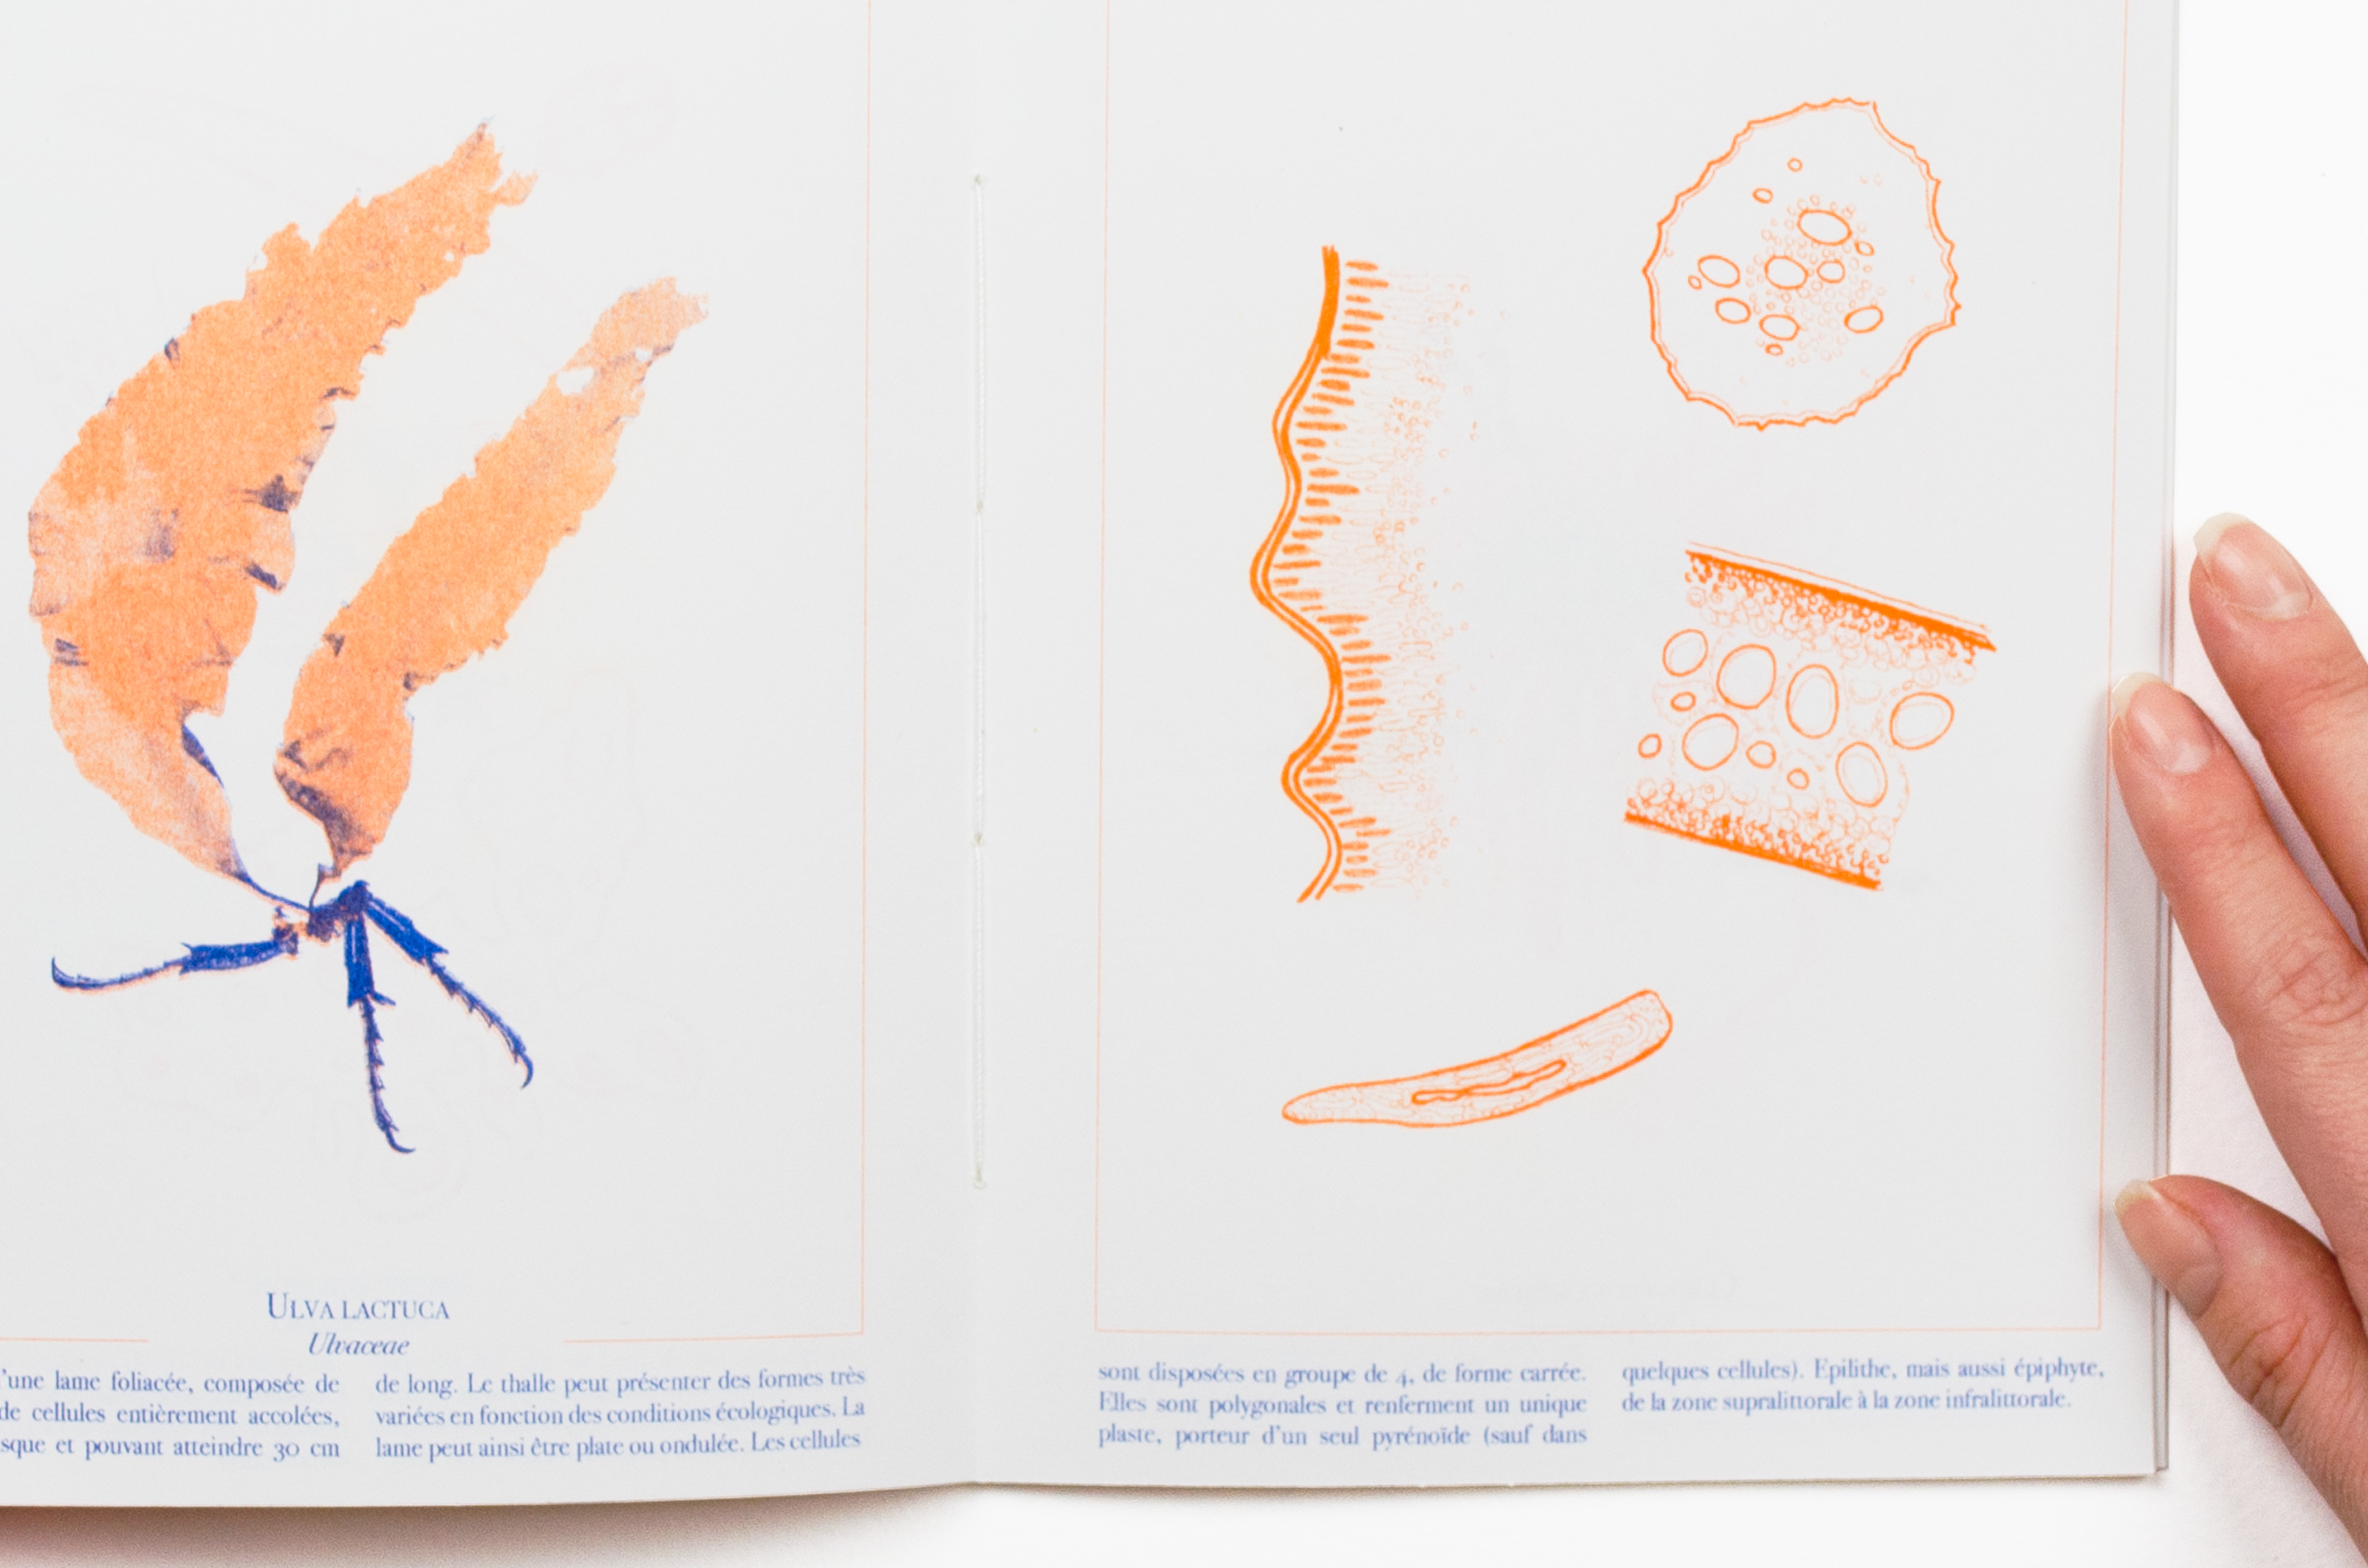 ULVA LACTUCA
Ulvaceae
'une lame foliacée, composée de
de cellules entièrement accolées,
sque et pouvant atteindre 30 cm
de long. Le thalle peut présenter des formes très
variées en fonction des conditions écologiques. La
lame peut ainsi être plate ou ondulée. Les cellules
sont disposées en groupe de 4, de forme carrée.
Elles sont polygonales et renferment un unique
plaste, porteur d'un seul pyrénoïde (sauf dans
quelques cellules). Epilithe, mais aussi épiphyte,
de la zone supralittorale à la zone infralittorale.